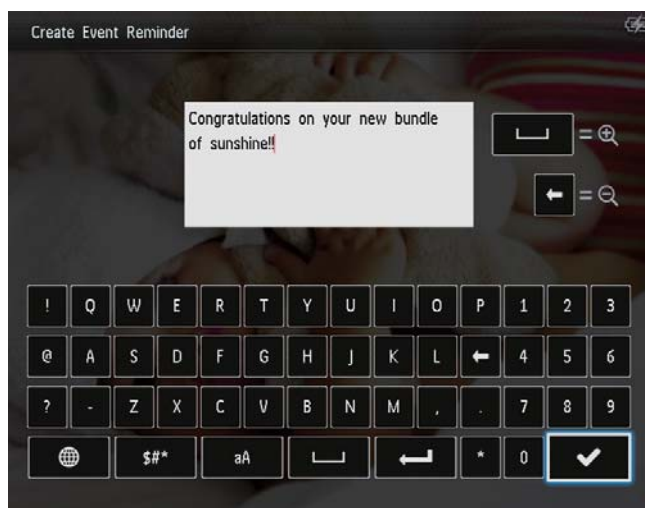 Create Event Reminder
Congratulations on your new bundle
of sunshine!!
=
=
! Q W E R T Y U I O P 1 2 3
@ A S D F G H J K L 4 5 6
? - Z X C V B N M , . 7 8 9
$#* aA * 0